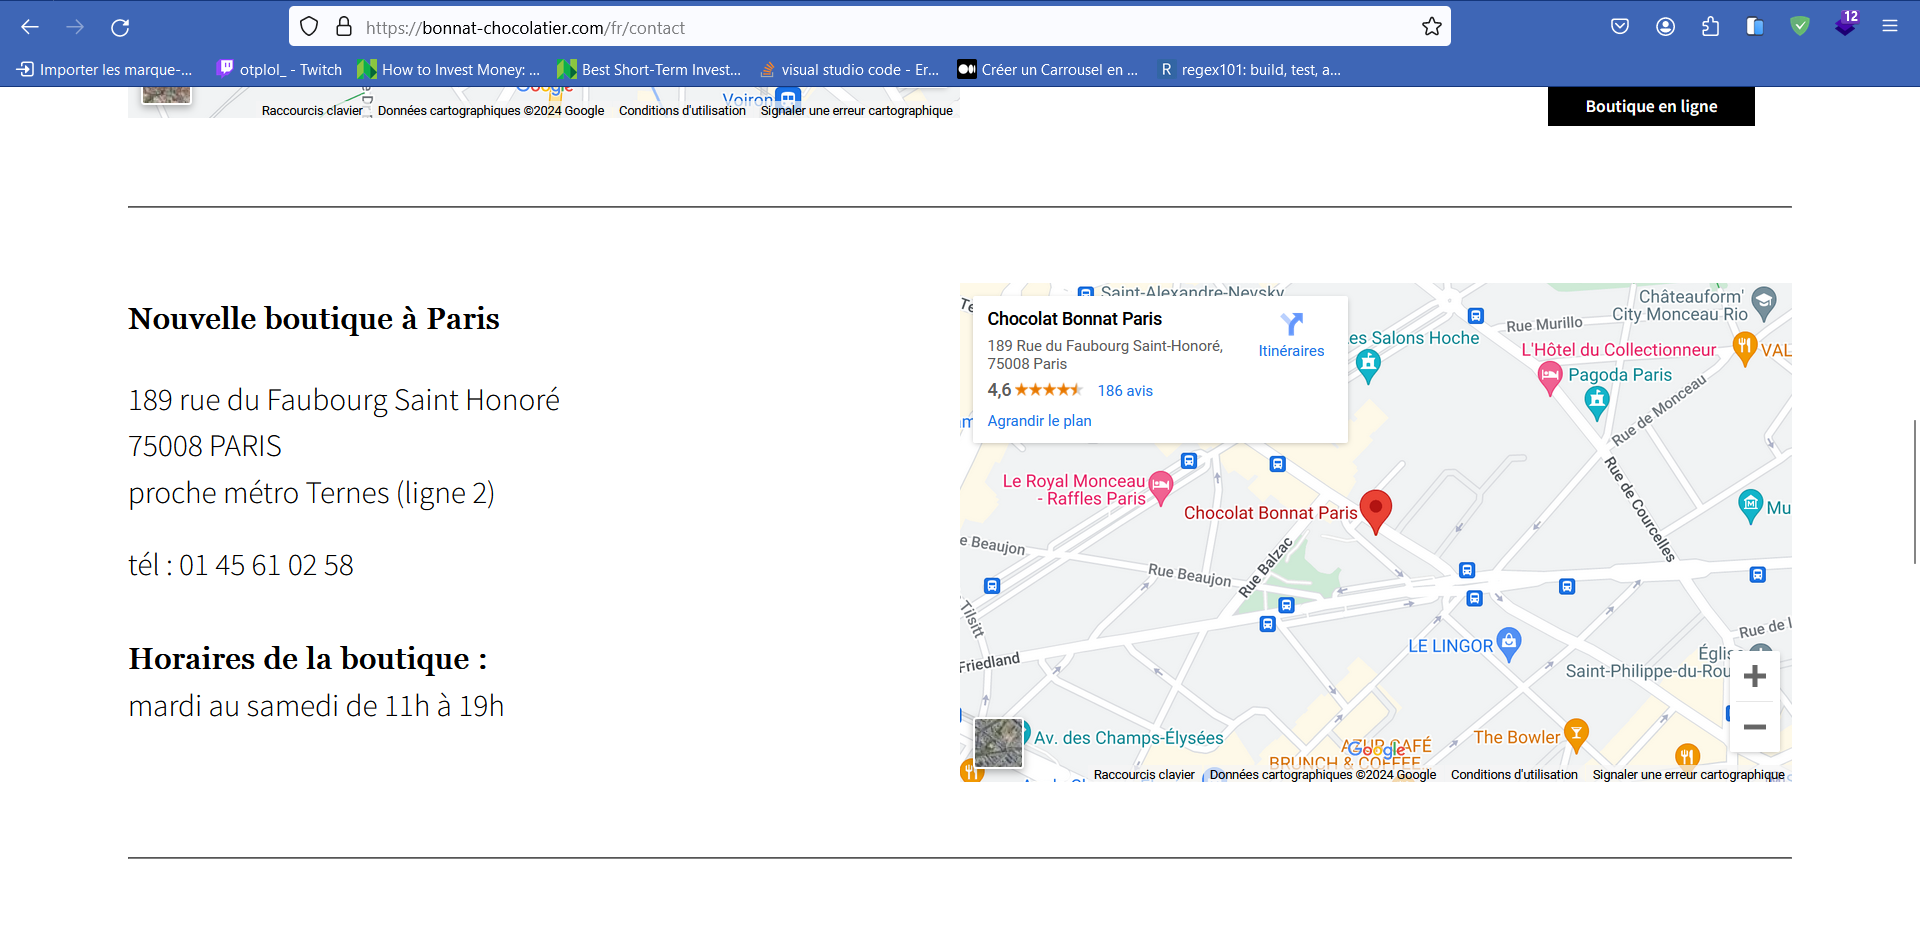 https://bonnat-chocolatier.com/fr/contact
12
Importer les marque-...
otplol_ - Twitch
How to Invest Money: ...
Best Short-Term Invest...
visual studio code - Er...
Créer un Carrousel en ...
R regex101: build, test, a...
Google
Voiron
Raccourcis clavier
Données cartographiques ©2024 Google
Conditions d'utilisation
Signaler une erreur cartographique
Boutique en ligne
Nouvelle boutique à Paris
189 rue du Faubourg Saint Honoré
75008 PARIS
proche métro Ternes (ligne 2)
tél : 01 45 61 02 58
Horaires de la boutique :
mardi au samedi de 11h à 19h
Saint-Alexandre-Nevsky
Chocolat Bonnat Paris
189 Rue du Faubourg Saint-Honoré,
75008 Paris
4,6
186 avis
Agrandir le plan
Itinéraires
Les Salons Hoche
Rue Murillo
Châteauform'
City Monceau Rio
L'Hôtel du Collectionneur
VAL
Pagoda Paris
Rue de Monceau
Rue de Courcelles
Le Royal Monceau
- Raffles Paris
Chocolat Bonnat Paris
Mu
e Beaujon
Rue Beaujon
Rue Balzac
Tilsitt
Friedland
LE LINGOR
Rue de l
Églis
Saint-Philippe-du-Rou
+
−
Av. des Champs-Élysées
The Bowler
AZUR CAFÉ
BRUNCH & COFFEE
Google
Raccourcis clavier
Données cartographiques ©2024 Google
Conditions d'utilisation
Signaler une erreur cartographique